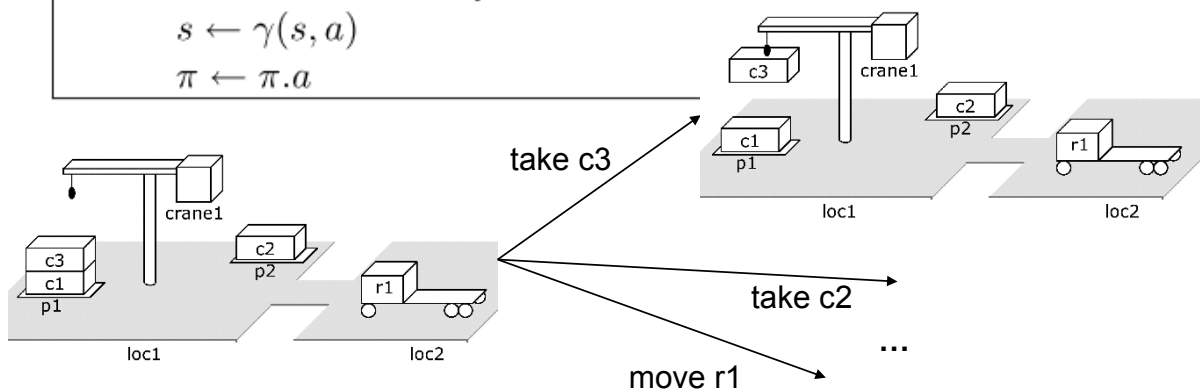 s ← γ(s, a)
π ← π.a
crane1
c3
c1
p1
c2
p2
r1
loc1
loc2
take c3
take c2
...
move r1
crane1
c3
c1
p1
c2
p2
r1
loc1
loc2